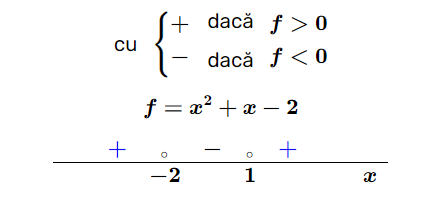 + dacă f > 0
cu {
− dacă f < 0
f = x² + x − 2
+ ∘ − ∘ +
−2 1 x